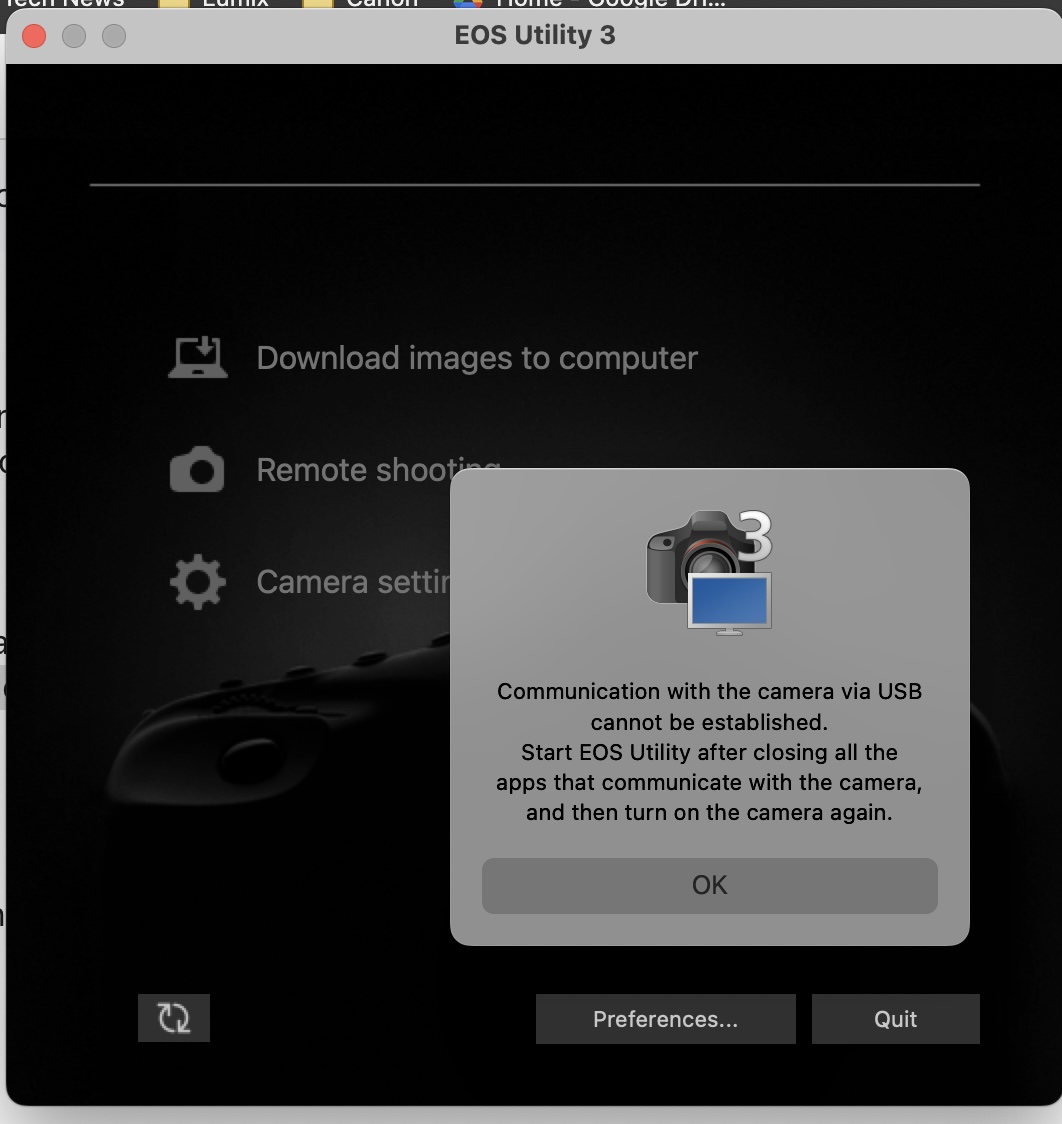 Tech News Lumix Canon Home - Google Dri...
EOS Utility 3
Download images to computer
Remote shooting
Camera settin
3
Communication with the camera via USB
cannot be established.
Start EOS Utility after closing all the
apps that communicate with the camera,
and then turn on the camera again.
OK
Preferences...
Quit